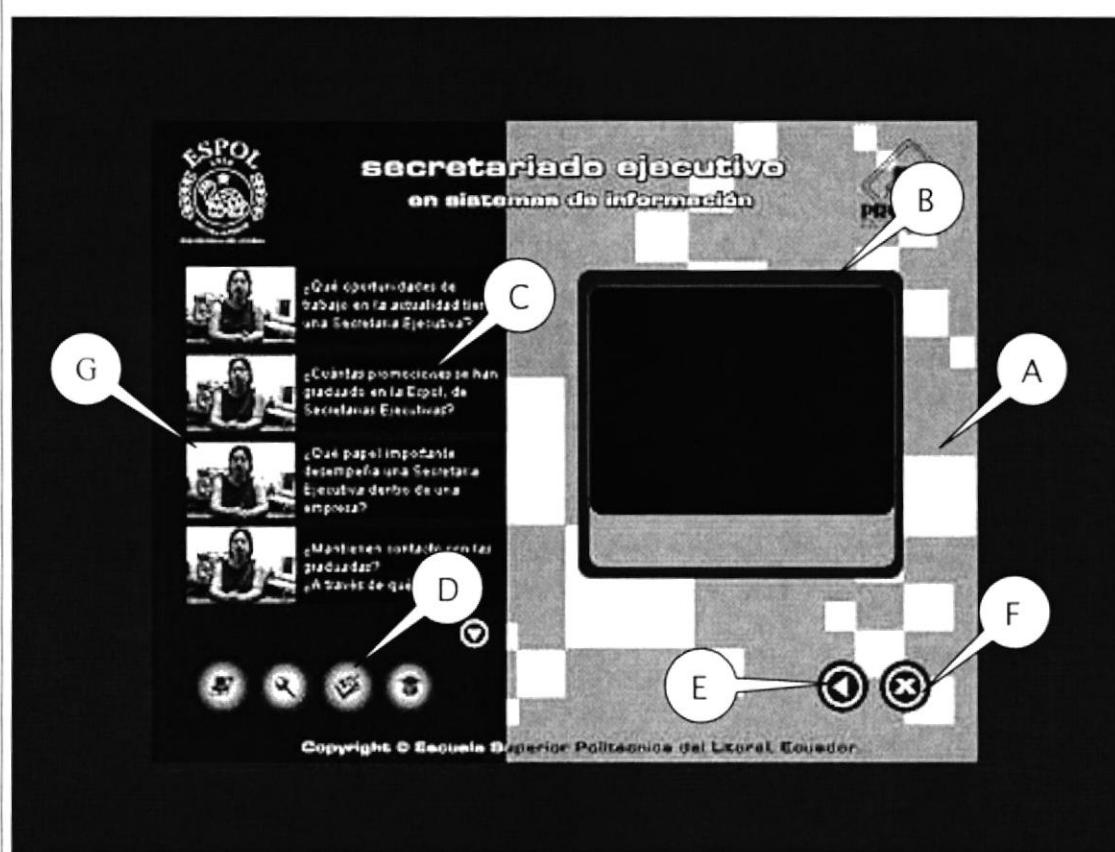 ESPOL
secretariado ejecutivo
en sistemas de información
B
¿Qué oportunidades de
trabajo en la actualidad
una Secretaria Ejecutiva?
C
¿Cuántas promociones se han
graduado en la Espol, de
Secretarias Ejecutivas?
G
A
¿Qué papel importante
desempeña una Secretaria
Ejecutiva dentro de una
empresa?
¿Mantienen contacto con las
graduadas?
¿A través de
D
F
E
Copyright © Escuela Superior Politécnica del Litoral, Ecuador